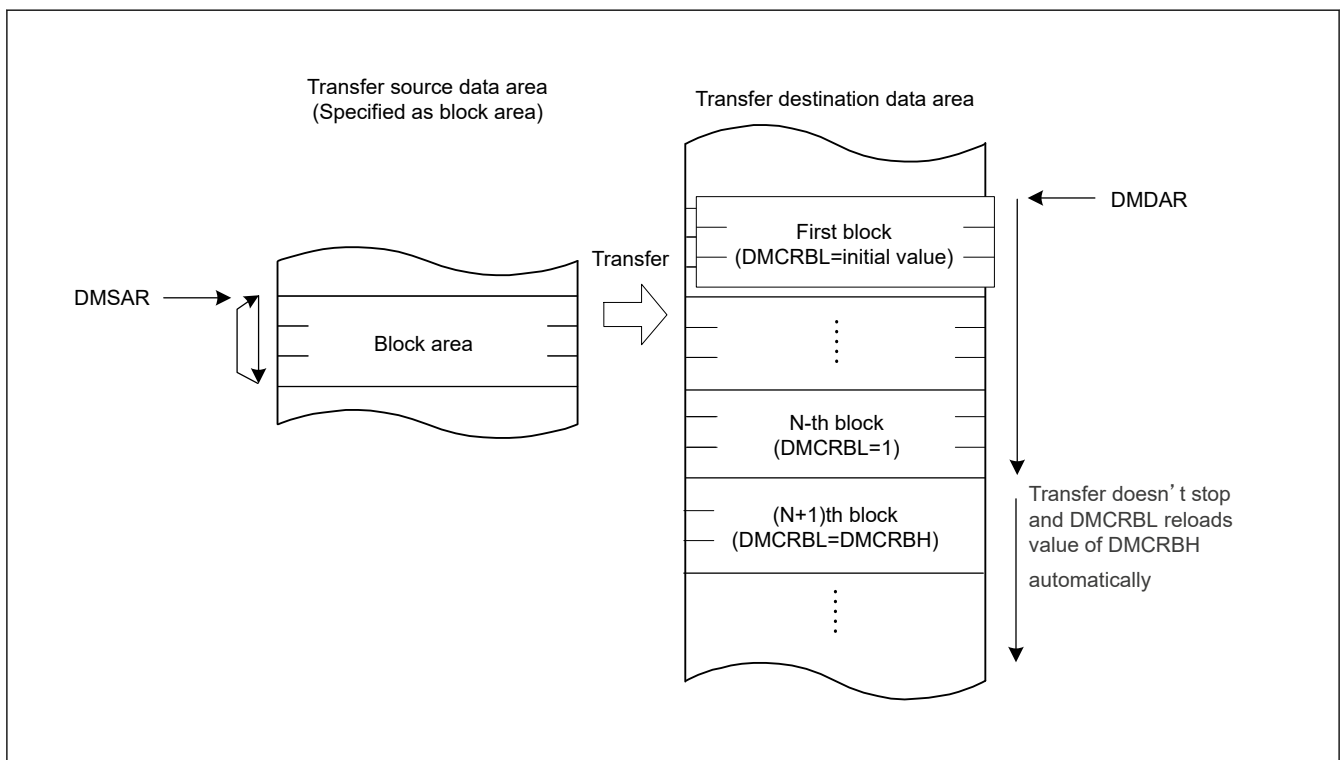 Transfer source data area
(Specified as block area)
Transfer destination data area
DMDAR
First block
(DMCRBL=initial value)
Transfer
DMSAR
Block area
N-th block
(DMCRBL=1)
(N+1)th block
(DMCRBL=DMCRBH)
Transfer doesn’t stop
and DMCRBL reloads
value of DMCRBH
automatically